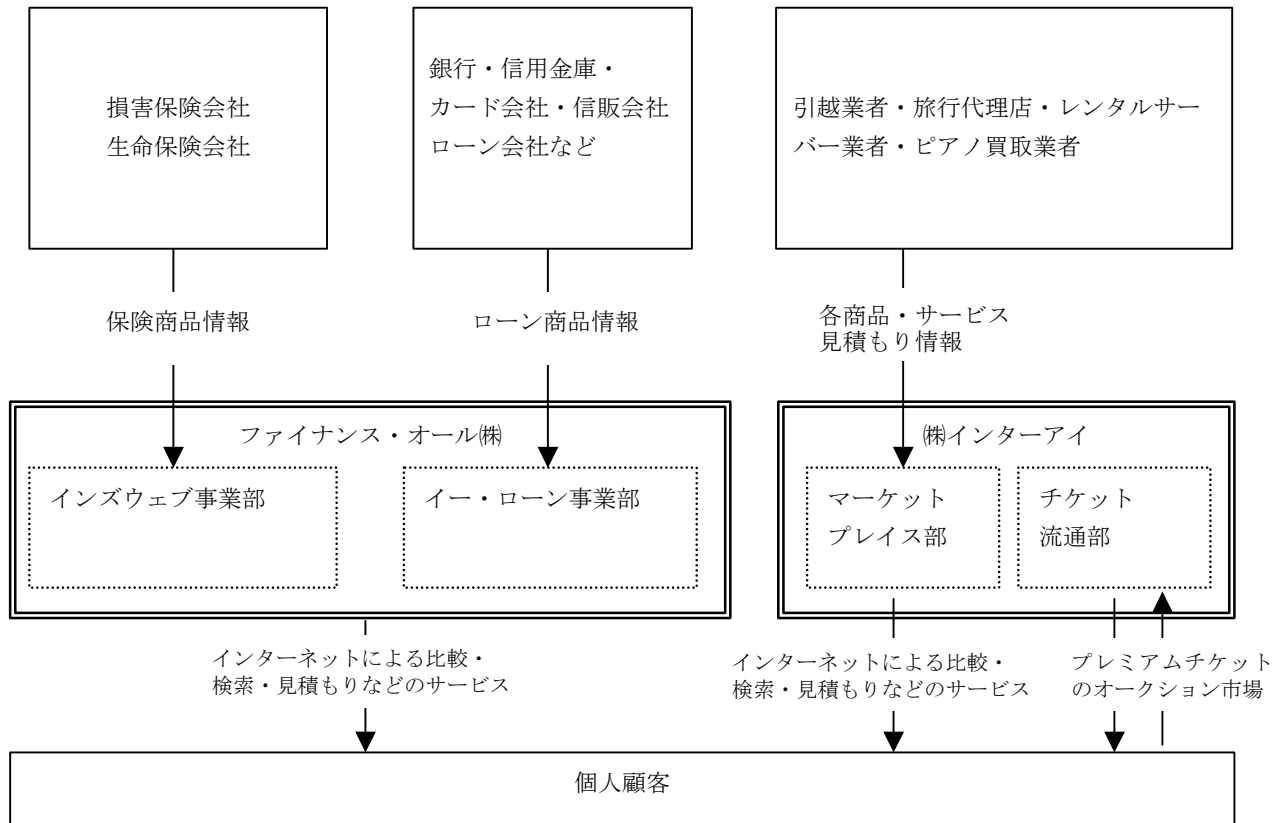 損害保険会社
生命保険会社
銀行・信用金庫・
カード会社・信販会社
ローン会社など
引越業者・旅行代理店・レンタルサー
バー業者・ピアノ買取業者
保険商品情報
ローン商品情報
各商品・サービス
見積もり情報
ファイナンス・オール㈱
インズウェブ事業部
イー・ローン事業部
㈱インターアイ
マーケット
プレイス部
チケット
流通部
インターネットによる比較・
検索・見積もりなどのサービス
インターネットによる比較・
検索・見積もりなどのサービス
プレミアムチケット
のオークション市場
個人顧客